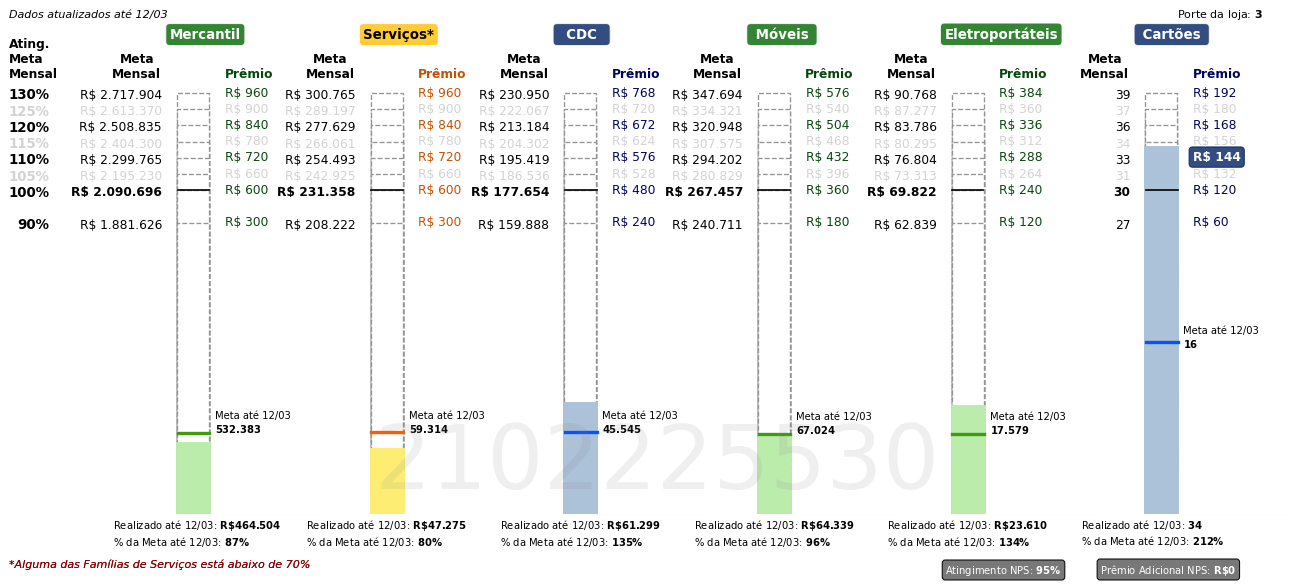 Dados atualizados até 12/03
Porte da loja: 3
Mercantil Serviços* CDC Móveis Eletroportáteis Cartões
Ating. Meta Mensal
Meta Mensal Prêmio Meta Mensal Prêmio Meta Mensal Prêmio Meta Mensal Prêmio Meta Mensal Prêmio Meta Mensal Prêmio
130% R$ 2.717.904 R$ 960 R$ 300.765 R$ 960 R$ 230.950 R$ 768 R$ 347.694 R$ 576 R$ 90.768 R$ 384 39 R$ 192
125% R$ 2.613.370 R$ 900 R$ 289.197 R$ 900 R$ 222.067 R$ 720 R$ 334.321 R$ 540 R$ 87.277 R$ 360 37 R$ 180
120% R$ 2.508.835 R$ 840 R$ 277.629 R$ 840 R$ 213.184 R$ 672 R$ 320.948 R$ 504 R$ 83.786 R$ 336 36 R$ 168
115% R$ 2.404.300 R$ 780 R$ 266.061 R$ 780 R$ 204.302 R$ 624 R$ 307.575 R$ 468 R$ 80.295 R$ 312 34 R$ 156
R$ 144
110% R$ 2.299.765 R$ 720 R$ 254.493 R$ 720 R$ 195.419 R$ 576 R$ 294.202 R$ 432 R$ 76.804 R$ 288 33
105% R$ 2.195.230 R$ 660 R$ 242.925 R$ 660 R$ 186.536 R$ 528 R$ 280.829 R$ 396 R$ 73.313 R$ 264 31 R$ 132
100% R$ 2.090.696 R$ 600 R$ 231.358 R$ 600 R$ 177.654 R$ 480 R$ 267.457 R$ 360 R$ 69.822 R$ 240 30 R$ 120
90% R$ 1.881.626 R$ 300 R$ 208.222 R$ 300 R$ 159.888 R$ 240 R$ 240.711 R$ 180 R$ 62.839 R$ 120 27 R$ 60
Meta até 12/03
16
Meta até 12/03 Meta até 12/03 Meta até 12/03 Meta até 12/03 Meta até 12/03
532.383 59.314 45.545 67.024 17.579
2102225530
Realizado até 12/03: R$464.504 Realizado até 12/03: R$47.275 Realizado até 12/03: R$61.299 Realizado até 12/03: R$64.339 Realizado até 12/03: R$23.610 Realizado até 12/03: 34
% da Meta até 12/03: 87% % da Meta até 12/03: 80% % da Meta até 12/03: 135% % da Meta até 12/03: 96% % da Meta até 12/03: 134% % da Meta até 12/03: 212%
*Alguma das Famílias de Serviços está abaixo de 70%
Atingimento NPS: 95% Prêmio Adicional NPS: R$0